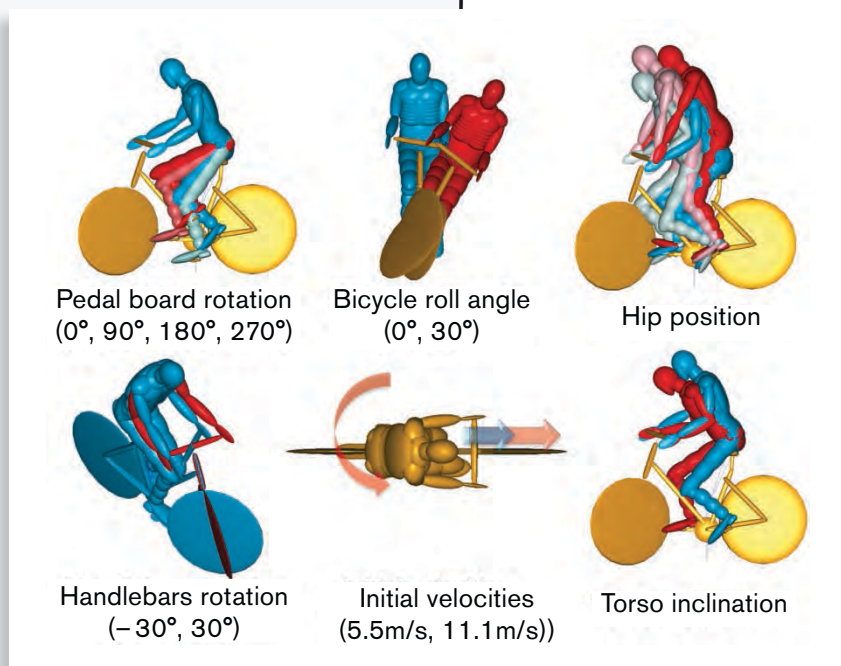 Pedal board rotation
(0°, 90°, 180°, 270°)
Bicycle roll angle
(0°, 30°)
Hip position
Handlebars rotation
(–30°, 30°)
Initial velocities
(5.5m/s, 11.1m/s))
Torso inclination